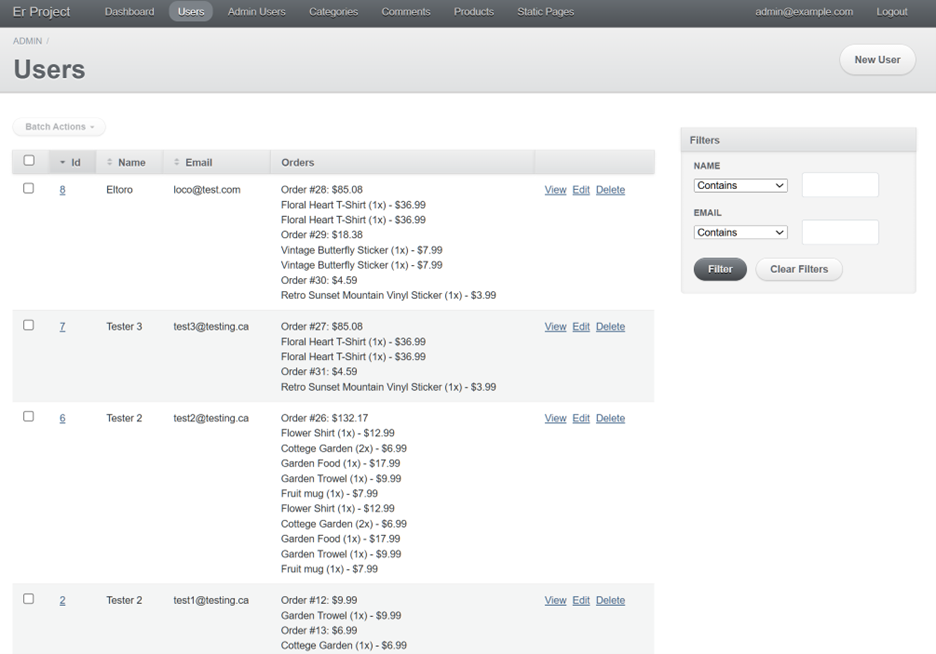 Er Project Dashboard Users Admin Users Categories Comments Products Static Pages admin@example.com Logout
ADMIN /
Users
New User
Batch Actions
Id Name Email Orders
8 Eltoro loco@test.com Order #28: $85.08 View Edit Delete
Floral Heart T-Shirt (1x) - $36.99
Floral Heart T-Shirt (1x) - $36.99
Order #29: $18.38
Vintage Butterfly Sticker (1x) - $7.99
Vintage Butterfly Sticker (1x) - $7.99
Order #30: $4.59
Retro Sunset Mountain Vinyl Sticker (1x) - $3.99
7 Tester 3 test3@testing.ca Order #27: $85.08 View Edit Delete
Floral Heart T-Shirt (1x) - $36.99
Floral Heart T-Shirt (1x) - $36.99
Order #31: $4.59
Retro Sunset Mountain Vinyl Sticker (1x) - $3.99
6 Tester 2 test2@testing.ca Order #26: $132.17 View Edit Delete
Flower Shirt (1x) - $12.99
Cottege Garden (2x) - $6.99
Garden Food (1x) - $17.99
Garden Trowel (1x) - $9.99
Fruit mug (1x) - $7.99
Flower Shirt (1x) - $12.99
Cottege Garden (2x) - $6.99
Garden Food (1x) - $17.99
Garden Trowel (1x) - $9.99
Fruit mug (1x) - $7.99
2 Tester 2 test1@testing.ca Order #12: $9.99 View Edit Delete
Garden Trowel (1x) - $9.99
Order #13: $6.99
Cottege Garden (1x) - $6.99
Filters
NAME
Contains
EMAIL
Contains
Filter Clear Filters